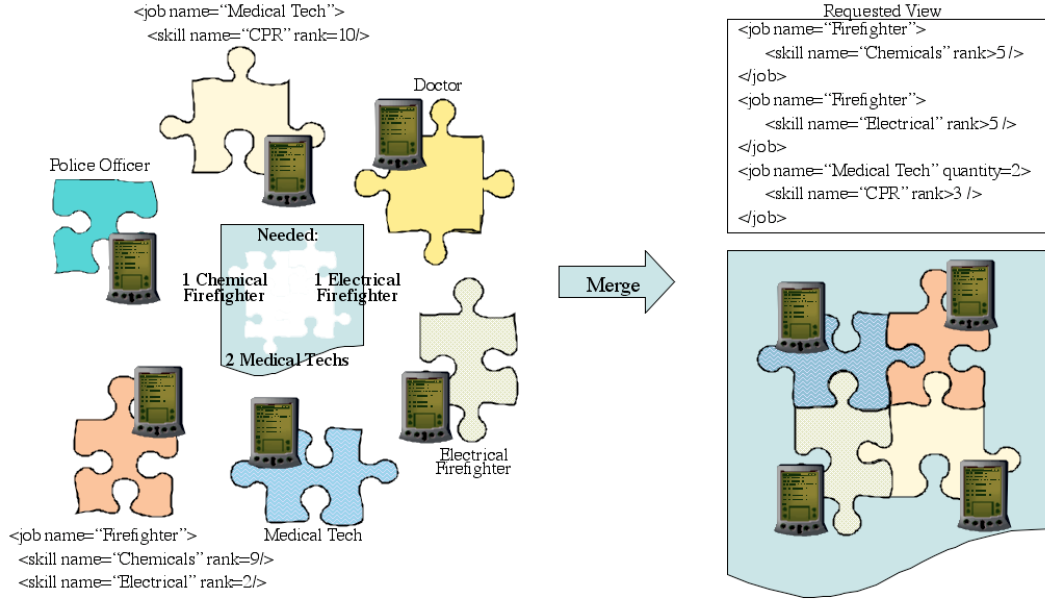 <job name=“Medical Tech”>
<skill name=“CPR” rank=10/>
Doctor
Police Officer
Needed:
1 Chemical
Firefighter
1 Electrical
Firefighter
2 Medical Techs
Electrical
Firefighter
Medical Tech
<job name=“Firefighter”>
<skill name=“Chemicals” rank=9/>
<skill name=“Electrical” rank=2/>
Merge
Requested View
<job name=“Firefighter”>
<skill name=“Chemicals” rank>5 />
</job>
<job name=“Firefighter”>
<skill name=“Electrical” rank>5 />
</job>
<job name=“Medical Tech” quantity=2>
<skill name=“CPR” rank>3 />
</job>